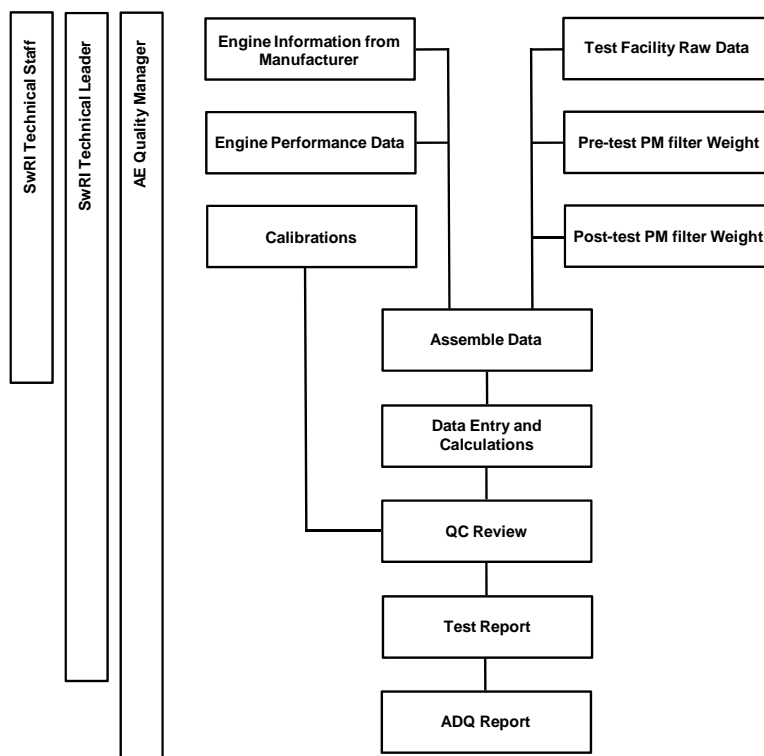 SwRI Technical Staff
SwRI Technical Leader
AE Quality Manager
Engine Information from
Manufacturer
Test Facility Raw Data
Engine Performance Data
Pre-test PM filter Weight
Calibrations
Post-test PM filter Weight
Assemble Data
Data Entry and
Calculations
QC Review
Test Report
ADQ Report